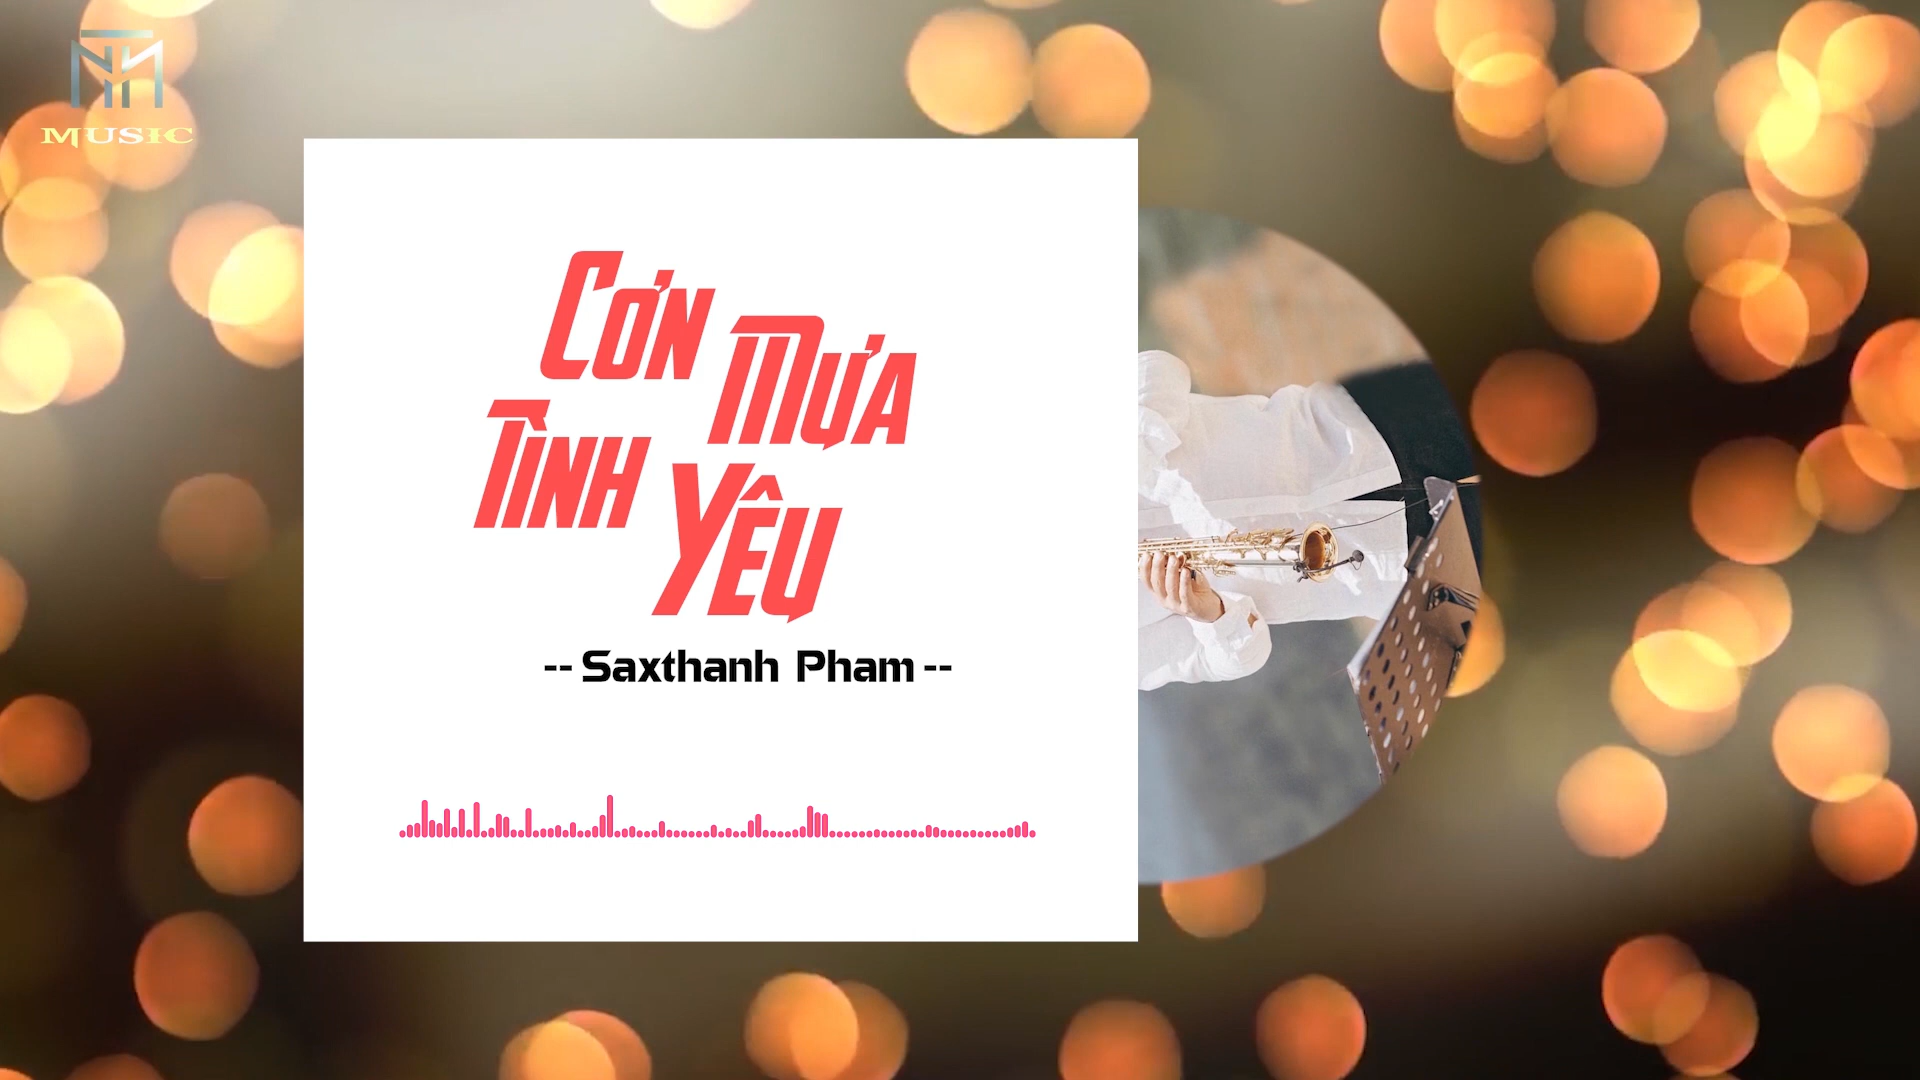 MUSIC
CƠN MƯA
TÌNH YÊU
-- Saxthanh Pham --